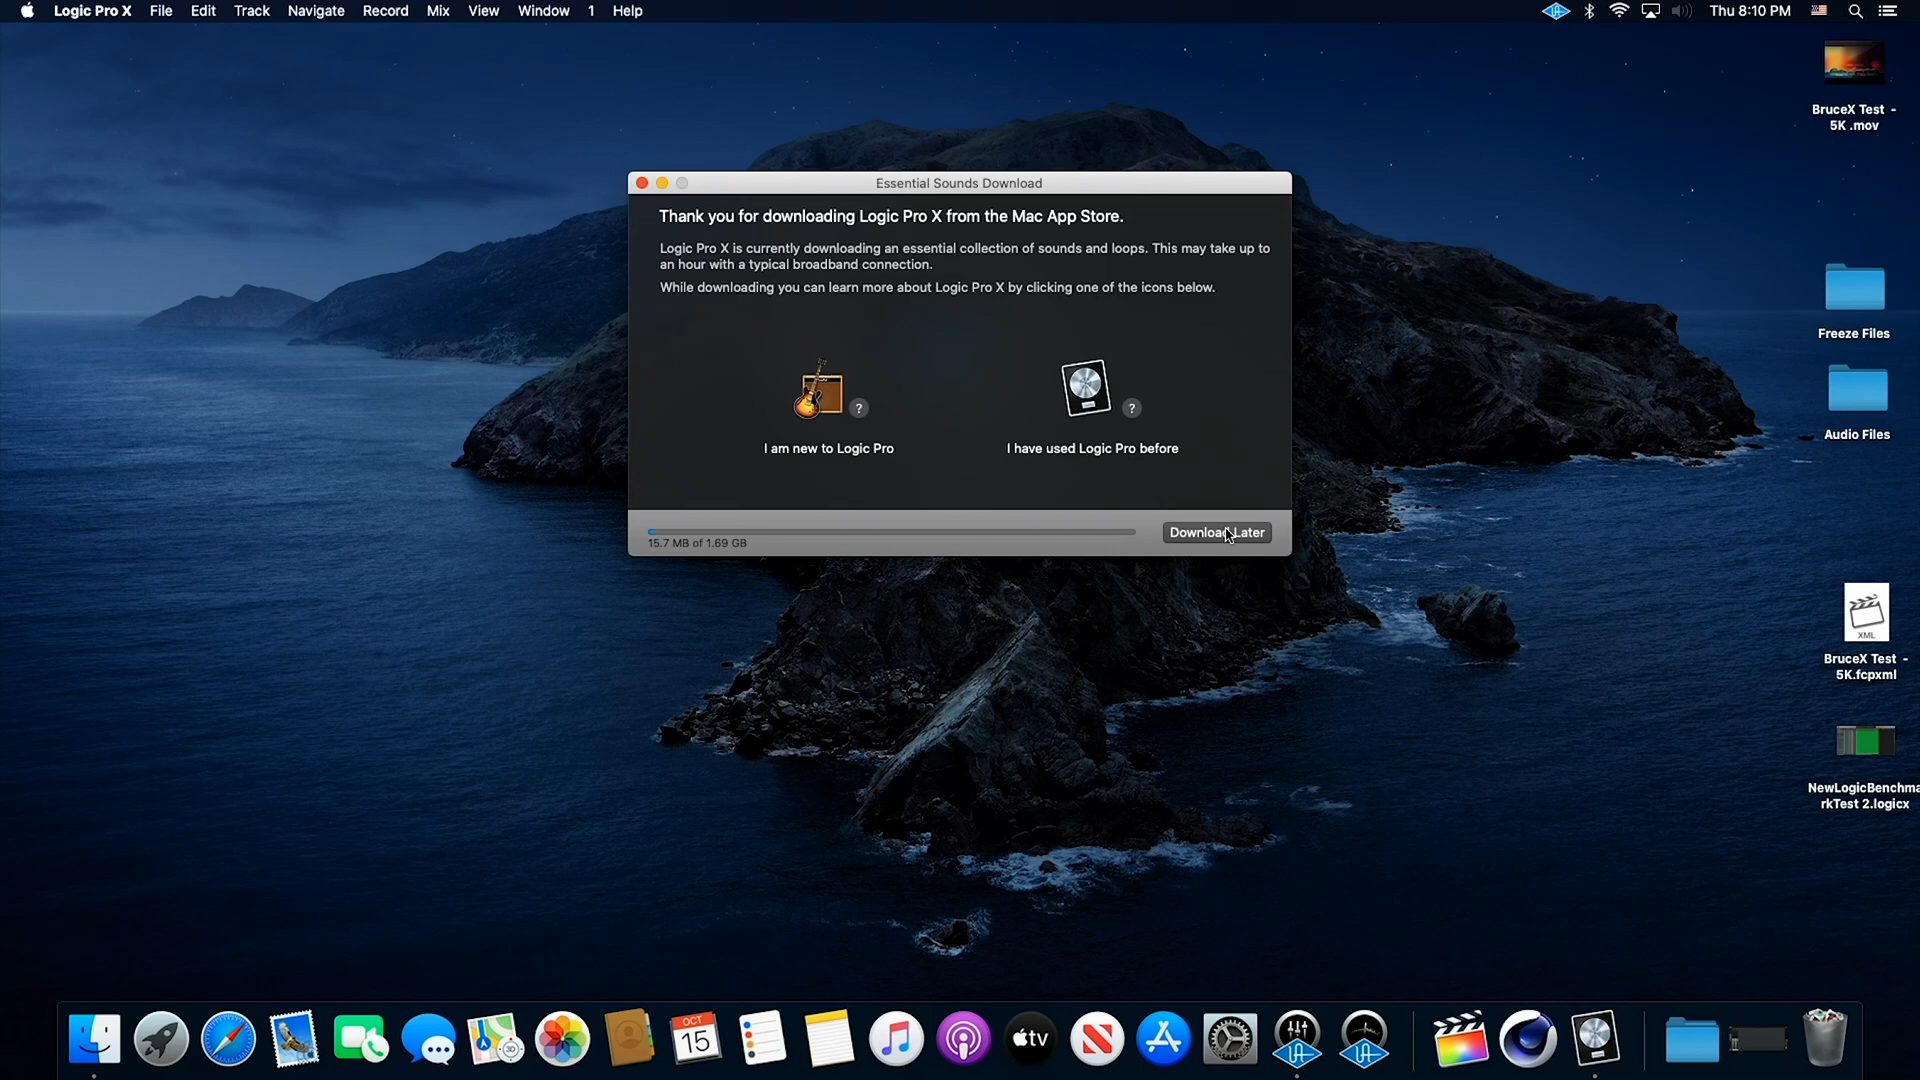 Logic Pro X File Edit Track Navigate Record Mix View Window 1 Help
Thu 8:10 PM
BruceX Test -
5K .mov
Essential Sounds Download
Thank you for downloading Logic Pro X from the Mac App Store.
Logic Pro X is currently downloading an essential collection of sounds and loops. This may take up to
an hour with a typical broadband connection.
While downloading you can learn more about Logic Pro X by clicking one of the icons below.
?
?
I am new to Logic Pro
I have used Logic Pro before
15.7 MB of 1.69 GB
Download Later
Freeze Files
Audio Files
XML
BruceX Test -
5K.fcpxml
NewLogicBenchma
rkTest 2.logicx
3D
OCT
15
tv